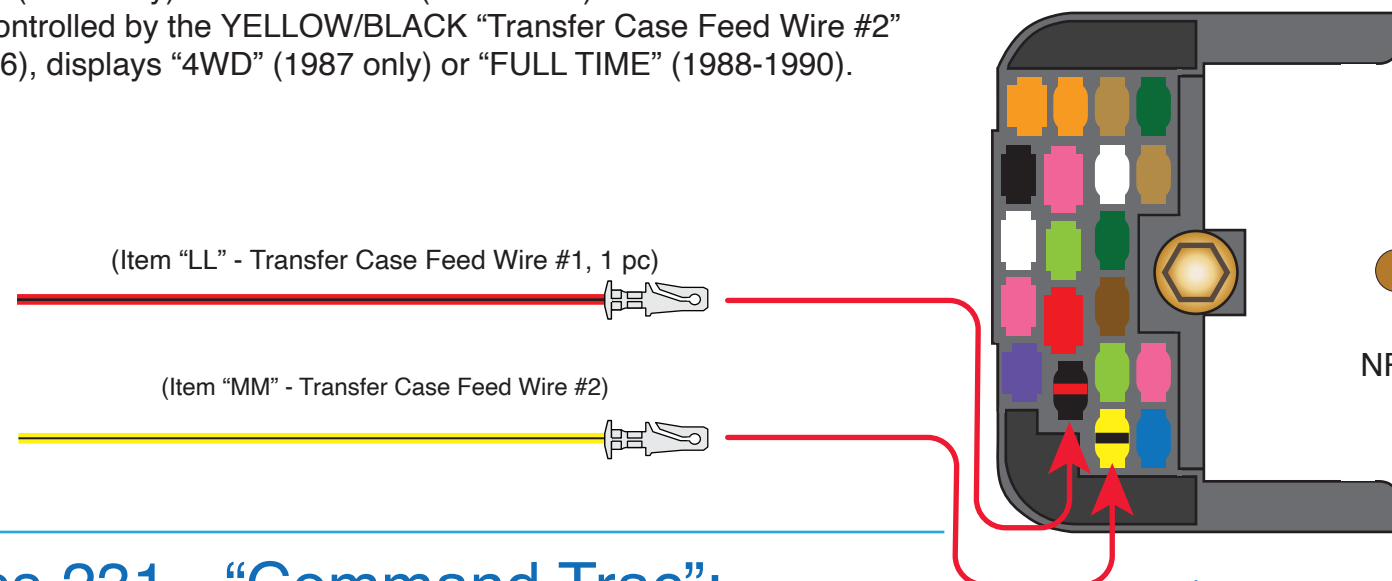 ontrolled by the YELLOW/BLACK “Transfer Case Feed Wire #2”
6), displays “4WD” (1987 only) or “FULL TIME” (1988-1990).
(Item “LL” - Transfer Case Feed Wire #1, 1 pc)
(Item “MM” - Transfer Case Feed Wire #2)
231 - “Command Trac”: